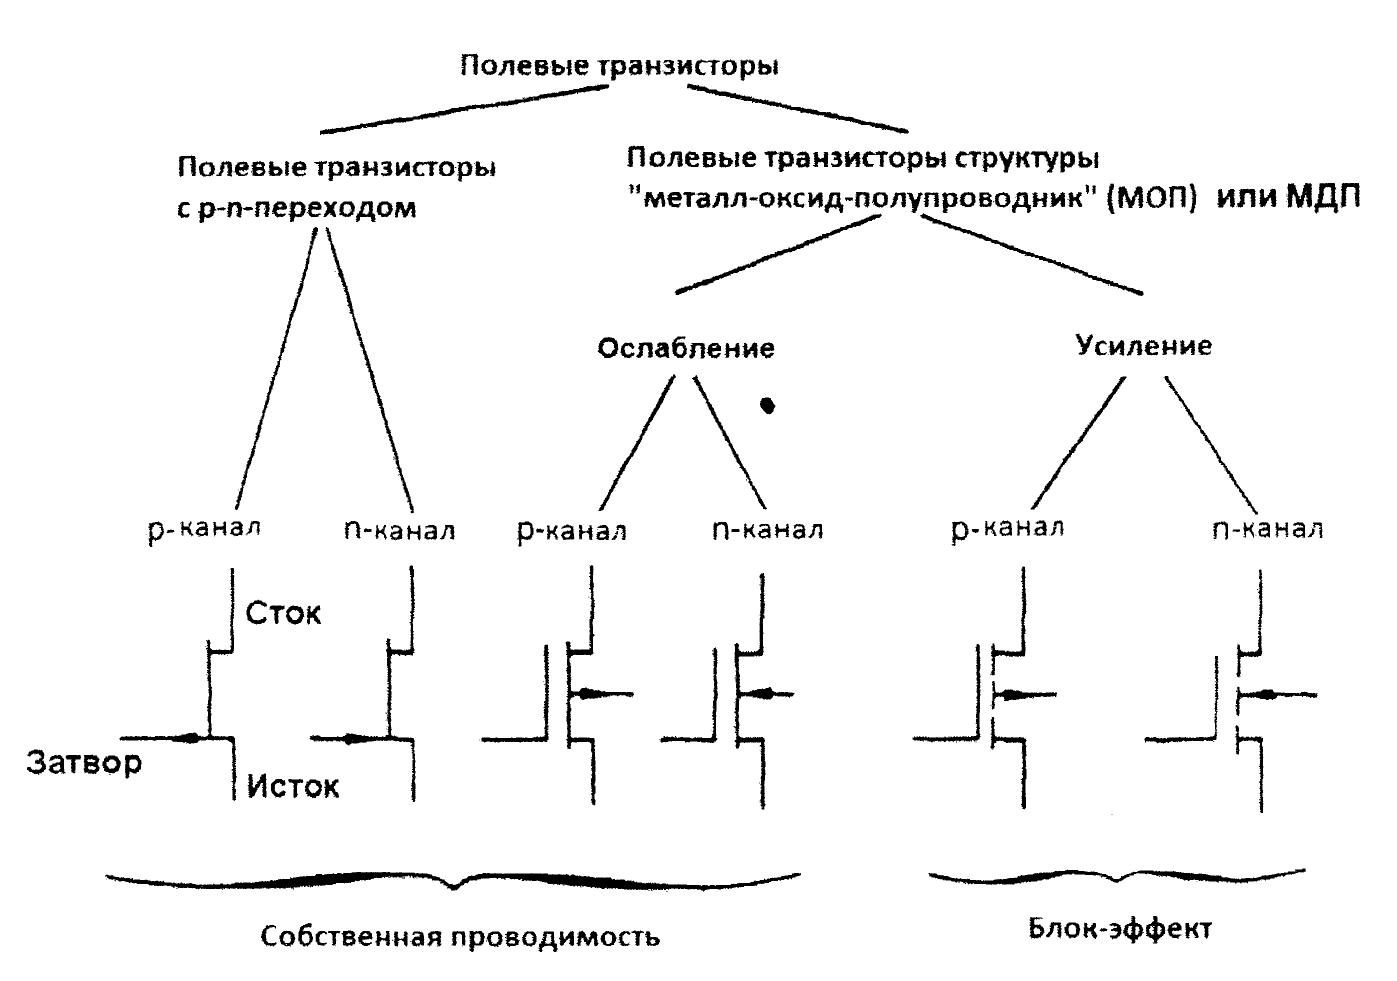 Полевые транзисторы
Полевые транзисторы
с p-n-переходом
Полевые транзисторы структуры
"металл-оксид-полупроводник" (МОП) или МДП
Ослабление
Усиление
p-канал
n-канал
p-канал
n-канал
p-канал
n-канал
Сток
Затвор
Исток
Собственная проводимость
Блок-эффект